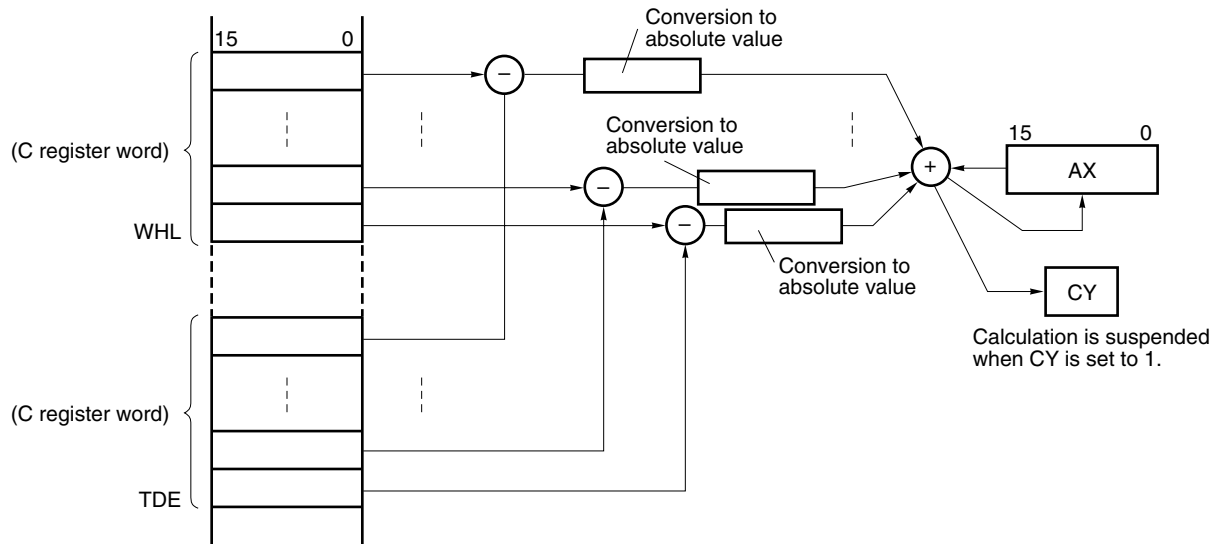 Conversion to
absolute value
15 0
Conversion to
absolute value
15 0
(C register word)
AX
WHL
Conversion to
absolute value
CY
Calculation is suspended
when CY is set to 1.
(C register word)
TDE
− − − +